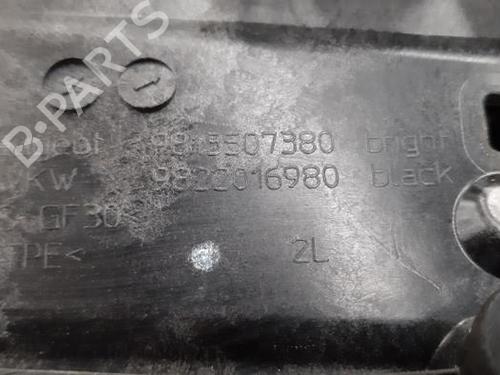 B-PARTS
9815507380 bright
KW 9822016980 black
GF30
PE<
2L